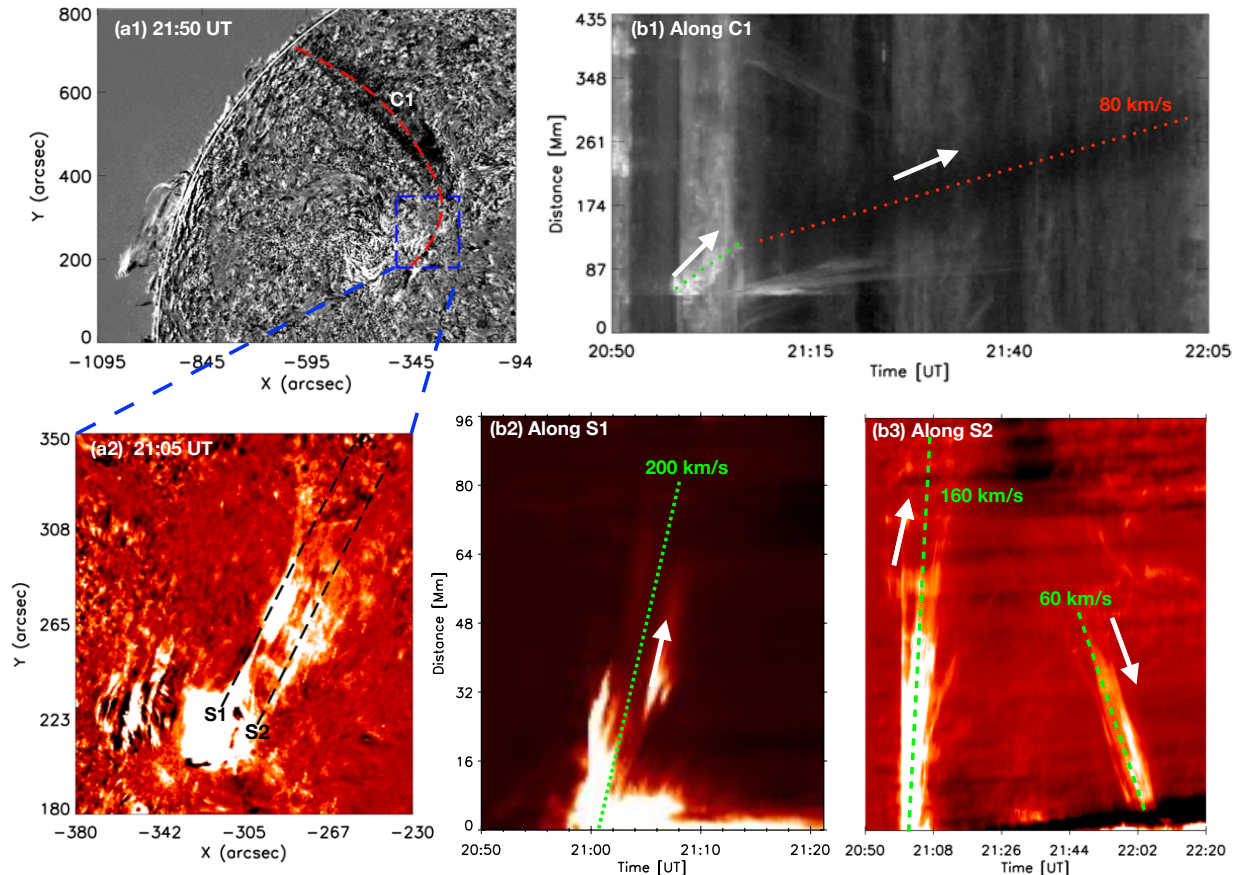 (a1) 21:50 UT
C1
800
600
400
200
0
Y (arcsec)
−1095 −845 −595 −345 −94
X (arcsec)
(b1) Along C1
80 km/s
435
348
261
174
87
0
Distance [Mm]
20:50 21:15 21:40 22:05
Time [UT]
(a2) 21:05 UT
S1
S2
350
308
265
223
180
Y (arcsec)
−380 −342 −305 −267 −230
X (arcsec)
(b2) Along S1
200 km/s
96
80
64
48
32
16
0
Distance [Mm]
20:50 21:00 21:10 21:20
Time [UT]
(b3) Along S2
160 km/s
60 km/s
20:50 21:08 21:26 21:44 22:02 22:20
Time [UT]